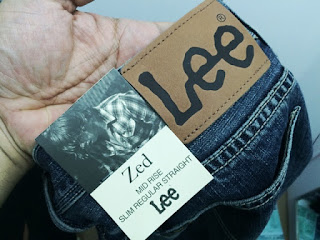 Lee
®
Zed
MID RISE
SLIM REGULAR STRAIGHT
Lee